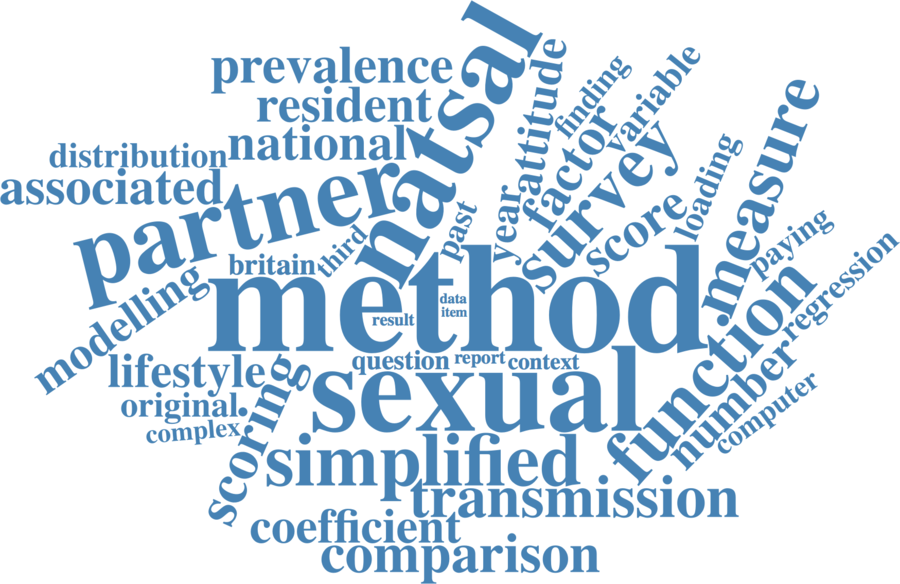 natsal
prevalence
attitude
finding
variable
resident
factor
national
survey
measure
distribution
year
loading
associated
partner
past
score
third
paying
britain
method
regression
modelling
data
item
result
function
question
report
context
lifestyle
sexual
number
computer
original
complex
scoring
simplified
transmission
coefficient
comparison